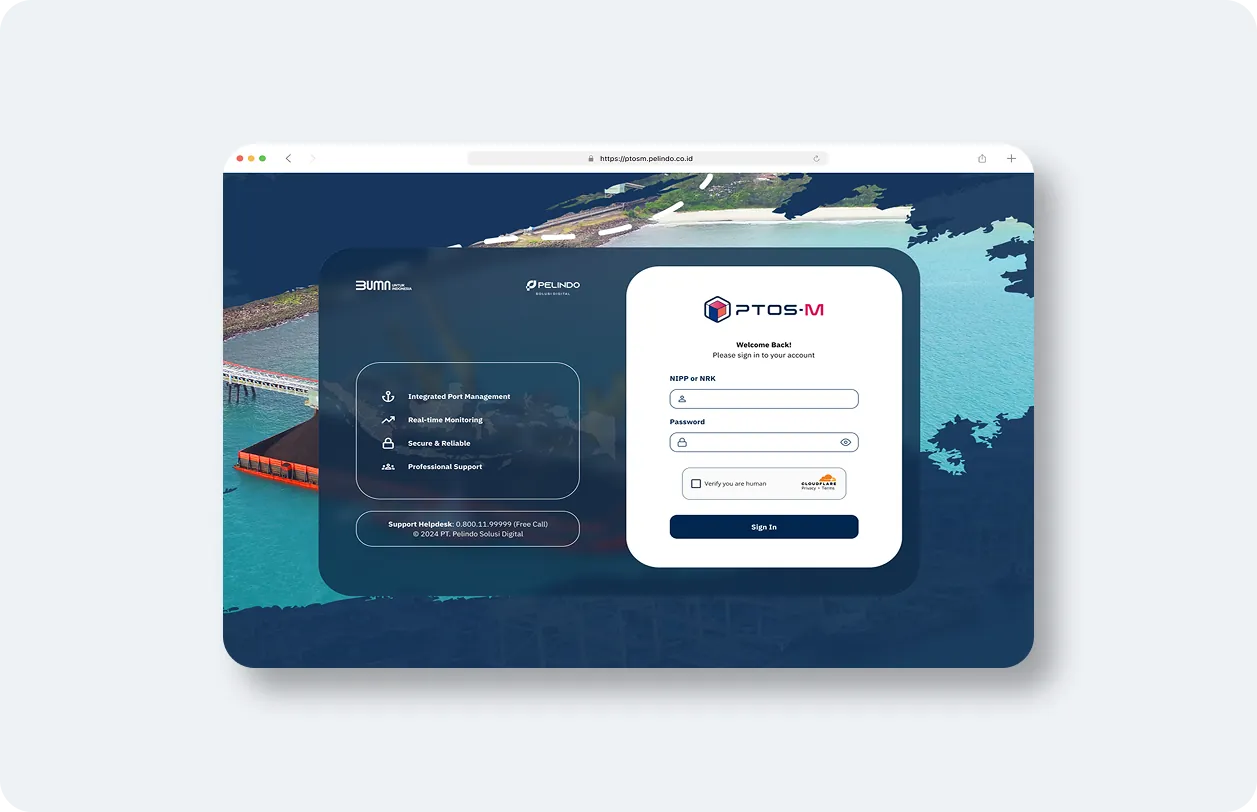 https://ptosm.pelindo.co.id
BUMN UNTUK INDONESIA
PELINDO
SOLUSI DIGITAL
Integrated Port Management
Real-time Monitoring
Secure & Reliable
Professional Support
Support Helpdesk: 0.800.11.99999 (Free Call)
© 2024 PT. Pelindo Solusi Digital
PTOS-M
Welcome Back!
Please sign in to your account
NIPP or NRK
Password
Verify you are human
CLOUDFLARE
Privacy • Terms
Sign In